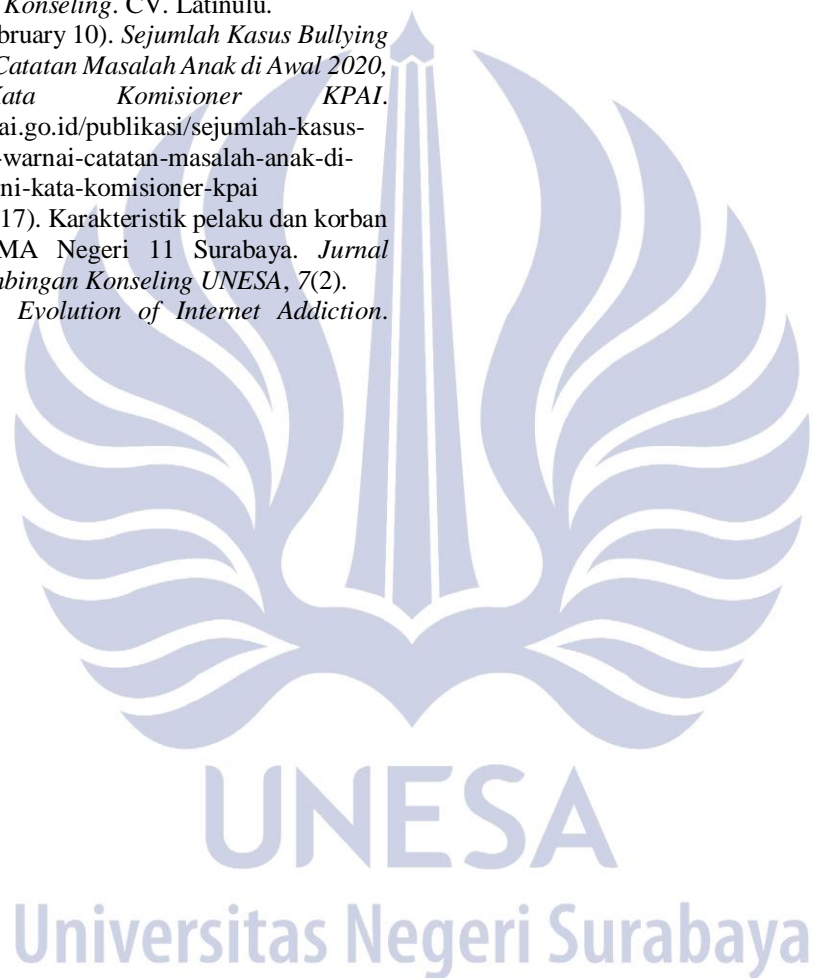 Konseling. CV. Latinulu.
bruary 10). Sejumlah Kasus Bullying
Catatan Masalah Anak di Awal 2020,
ata Komisioner KPAI.
ai.go.id/publikasi/sejumlah-kasus-
-warnai-catatan-masalah-anak-di-
ni-kata-komisioner-kpai
17). Karakteristik pelaku dan korban
MA Negeri 11 Surabaya. Jurnal
mbingan Konseling UNESA, 7(2).
Evolution of Internet Addiction.
UNESA
Universitas Negeri Surabaya